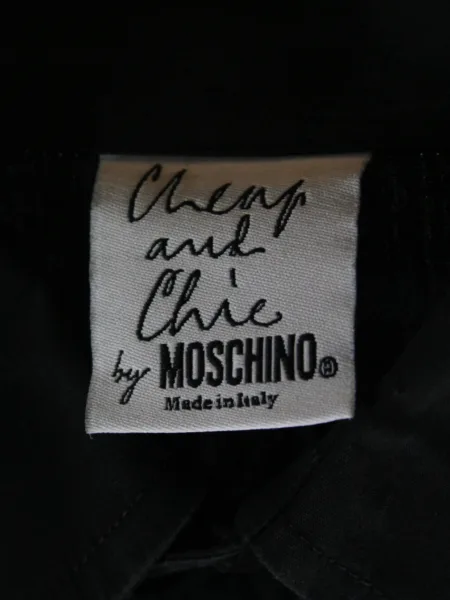 Cheap
and
Chic
by MOSCHINO®
Made in Italy